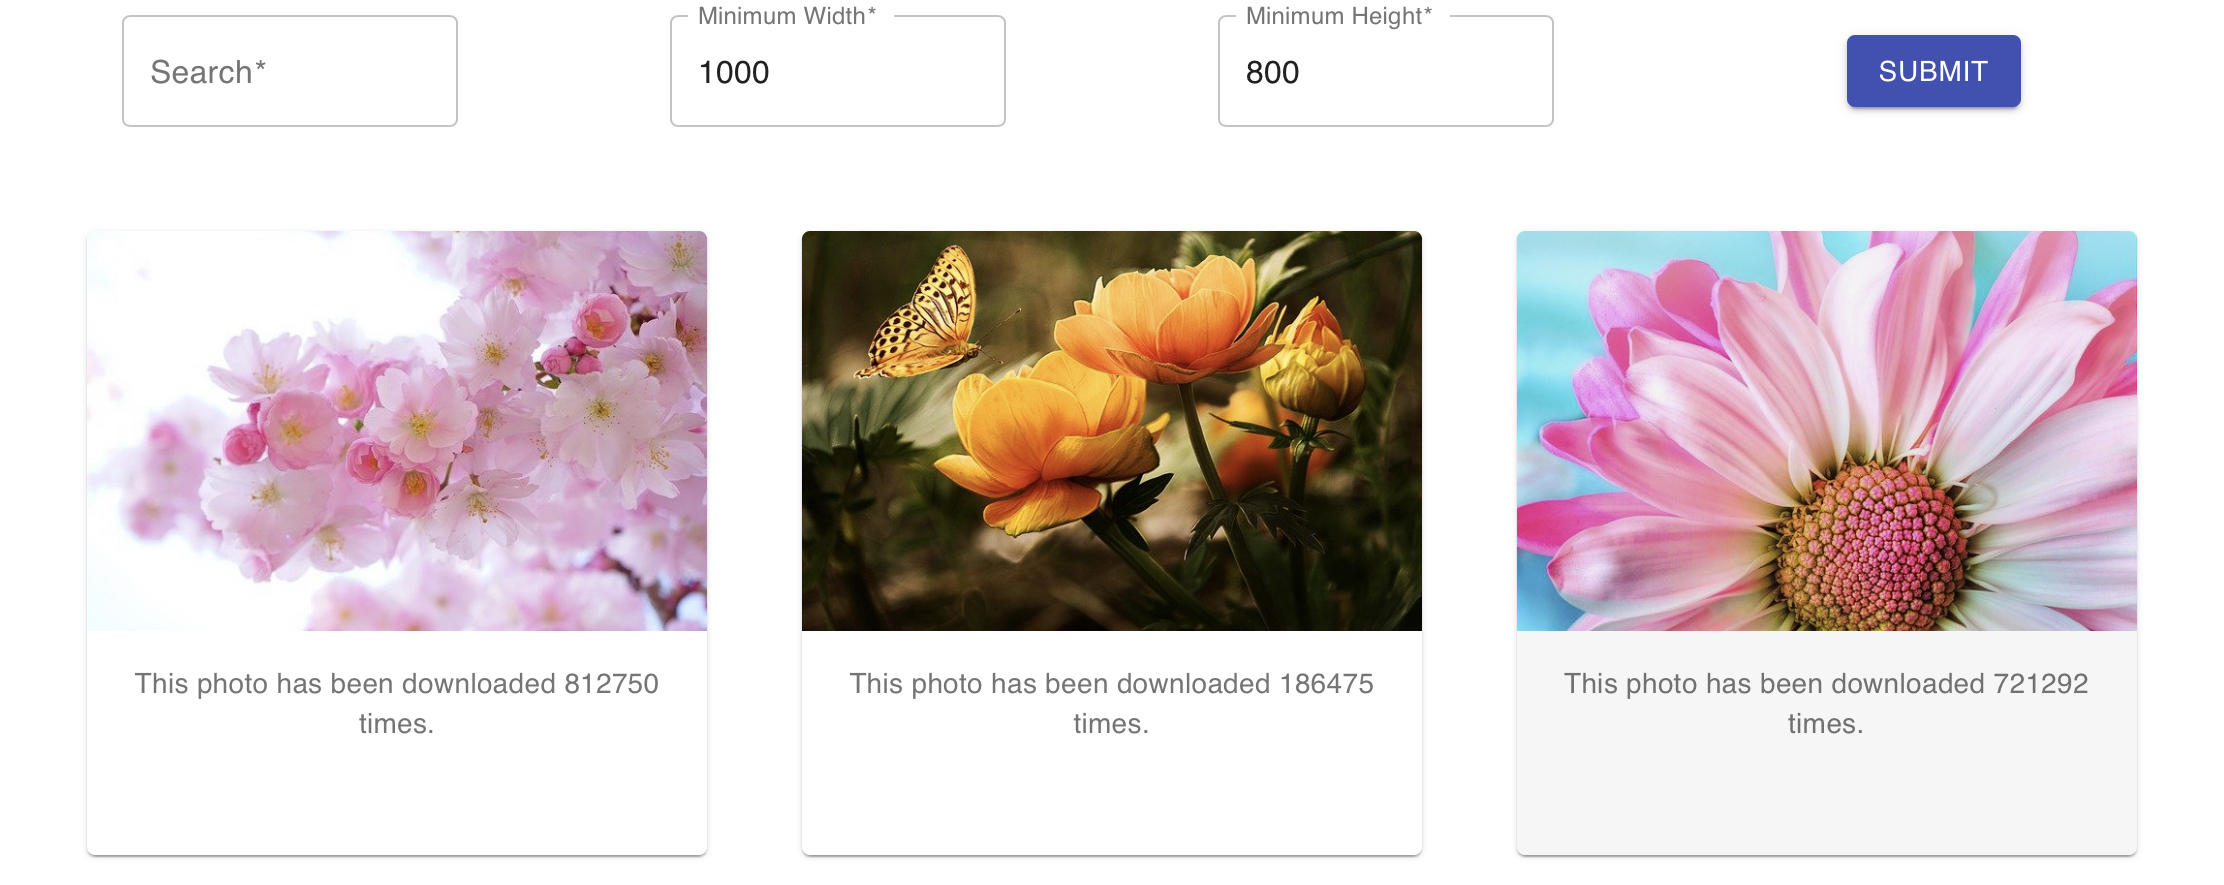 Minimum Width*
Minimum Height*
Search*
1000
800
SUBMIT
This photo has been downloaded 812750
times.
This photo has been downloaded 186475
times.
This photo has been downloaded 721292
times.